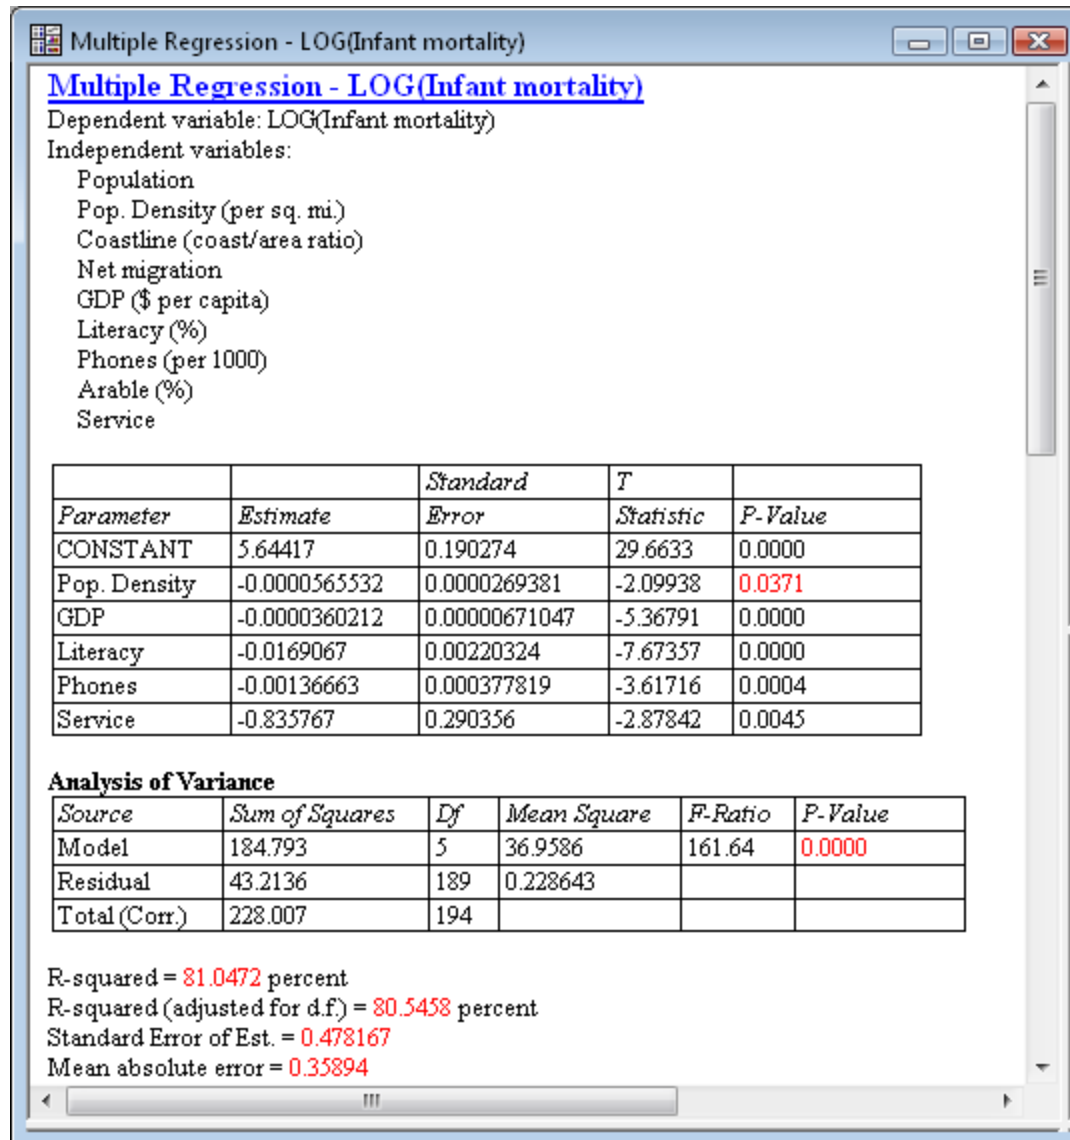 Multiple Regression - LOG(Infant mortality)
Multiple Regression - LOG(Infant mortality)
Dependent variable: LOG(Infant mortality)
Independent variables:
Population
Pop. Density (per sq. mi.)
Coastline (coast/area ratio)
Net migration
GDP ($ per capita)
Literacy (%)
Phones (per 1000)
Arable (%)
Service
Standard T
Parameter Estimate Error Statistic P-Value
CONSTANT 5.64417 0.190274 29.6633 0.0000
Pop. Density -0.0000565532 0.0000269381 -2.09938 0.0371
GDP -0.0000360212 0.00000671047 -5.36791 0.0000
Literacy -0.0169067 0.00220324 -7.67357 0.0000
Phones -0.00136663 0.000377819 -3.61716 0.0004
Service -0.835767 0.290356 -2.87842 0.0045
Analysis of Variance
Source Sum of Squares Df Mean Square F-Ratio P-Value
Model 184.793 5 36.9586 161.64 0.0000
Residual 43.2136 189 0.228643
Total (Corr.) 228.007 194
R-squared = 81.0472 percent
R-squared (adjusted for d.f.) = 80.5458 percent
Standard Error of Est. = 0.478167
Mean absolute error = 0.35894